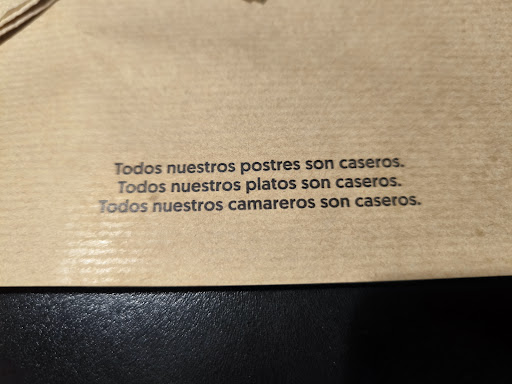 Todos nuestros postres son caseros.
Todos nuestros platos son caseros.
Todos nuestros camareros son caseros.